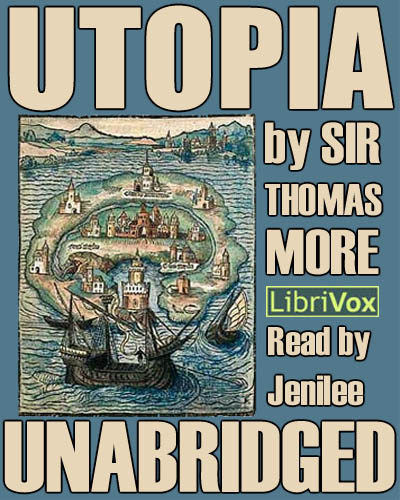 UTOPIA
by SIR
THOMAS
MORE
LibriVox
Read by
Jenilee
UNABRIDGED